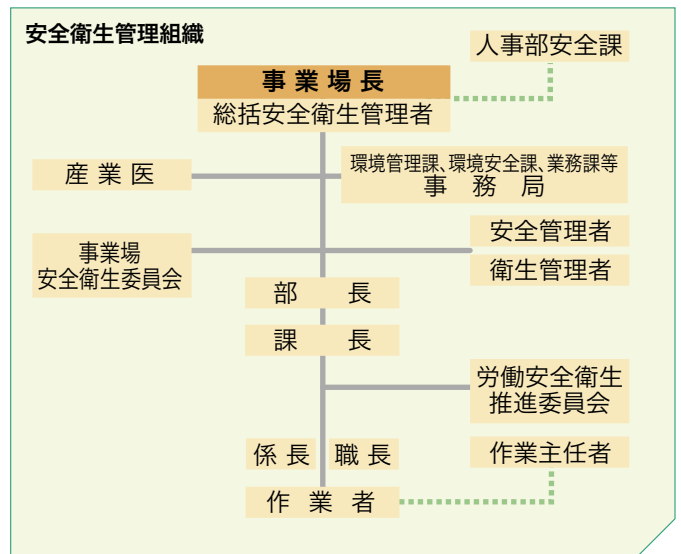 安全衛生管理組織
人事部安全課
事業場長
総括安全衛生管理者
産業医
環境管理課、環境安全課、業務課等
事務局
事業場
安全衛生委員会
安全管理者
衛生管理者
部長
課長
労働安全衛生
推進委員会
係長 職長
作業主任者
作業者